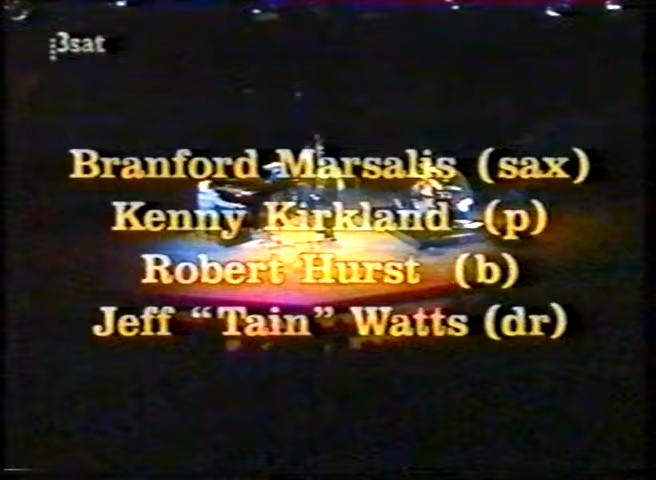 3sat
Branford Marsalis (sax)
Kenny Kirkland (p)
Robert Hurst (b)
Jeff “Tain” Watts (dr)